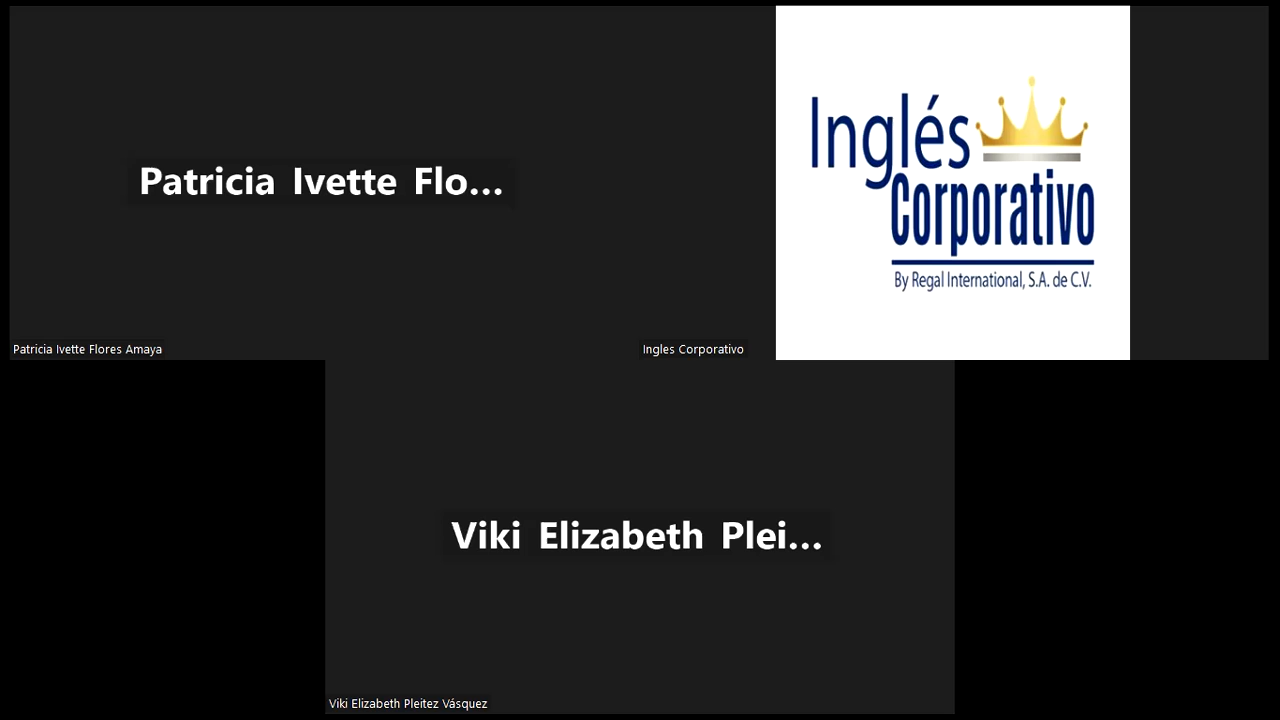 Patricia Ivette Flo...
Patricia Ivette Flores Amaya
Inglés
Corporativo
By Regal International, S.A. de C.V.
Ingles Corporativo
Viki Elizabeth Plei...
Viki Elizabeth Pleitez Vásquez